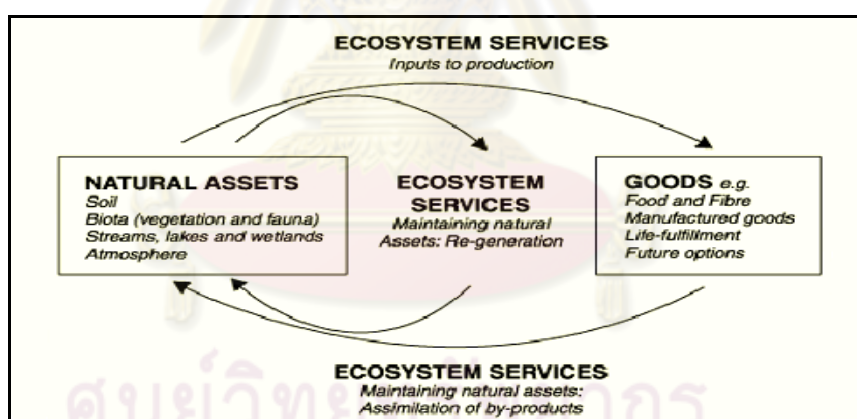 ECOSYSTEM SERVICES
Inputs to production
NATURAL ASSETS
Soil
Biota (vegetation and fauna)
Streams, lakes and wetlands
Atmosphere
ECOSYSTEM
SERVICES
Maintaining natural
Assets: Re-generation
GOODS e.g.
Food and Fibre
Manufactured goods
Life-fulfillment
Future options
ECOSYSTEM SERVICES
Maintaining natural assets:
Assimilation of by-products